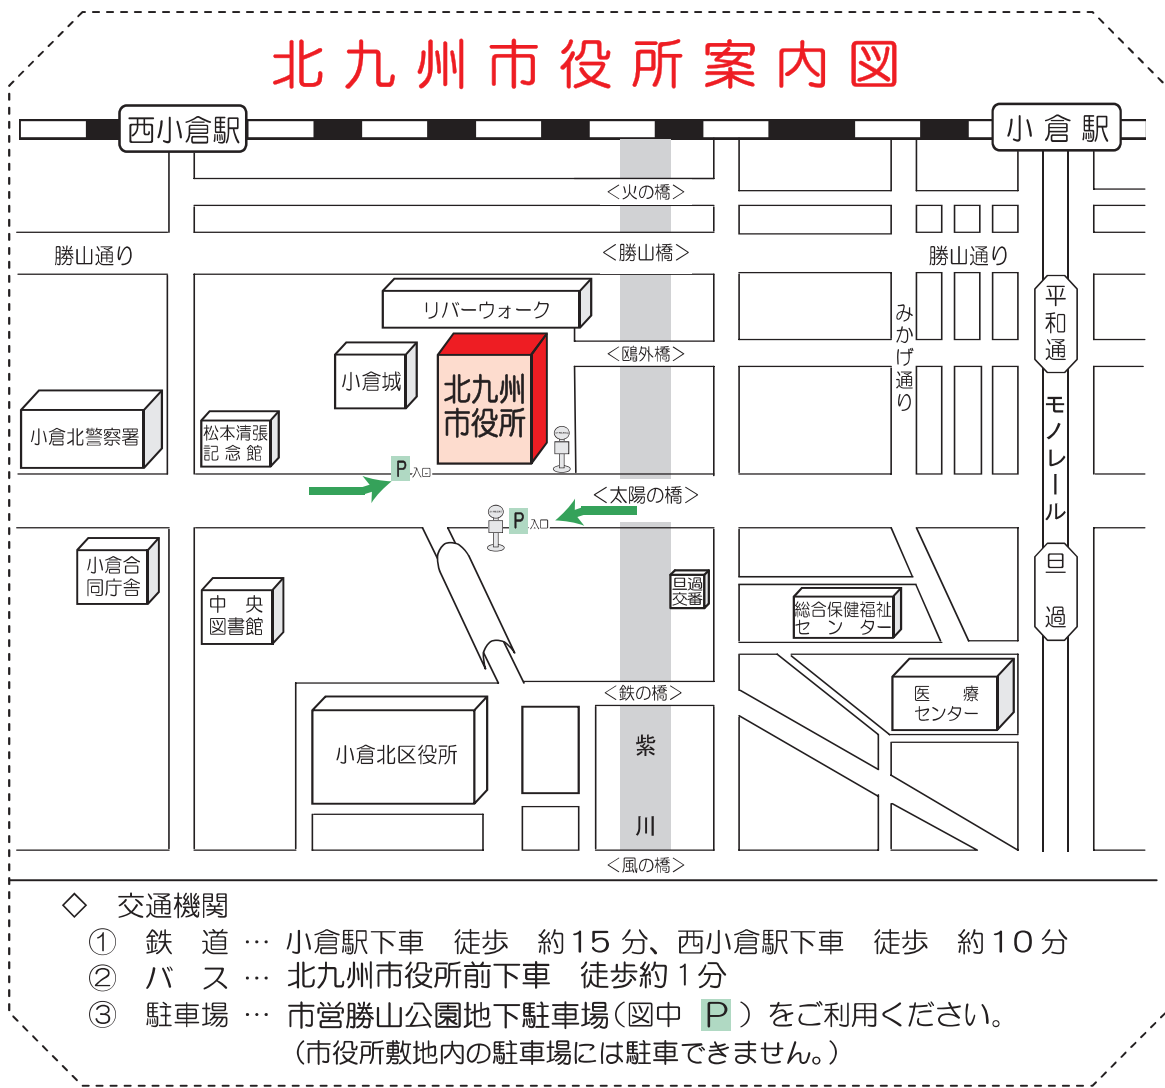 北九州市役所案内図
西小倉駅
小倉駅
<火の橋>
勝山通り
<勝山橋>
勝山通り
リバーウォーク
平和通
みかげ通り
<鴎外橋>
小倉城
北九州
市役所
モノレール
小倉北警察署
松本清張
記念館
P入口
<太陽の橋>
P入口
旦過
小倉合
同庁舎
中央
図書館
旦過
交番
総合保健福祉
センター
医療
センター
<鉄の橋>
小倉北区役所
紫川
<風の橋>
◇ 交通機関
① 鉄 道 … 小倉駅下車 徒歩 約15分、西小倉駅下車 徒歩 約10分
② バ ス … 北九州市役所前下車 徒歩約1分
③ 駐車場 … 市営勝山公園地下駐車場(図中 P )をご利用ください。
(市役所敷地内の駐車場には駐車できません。)